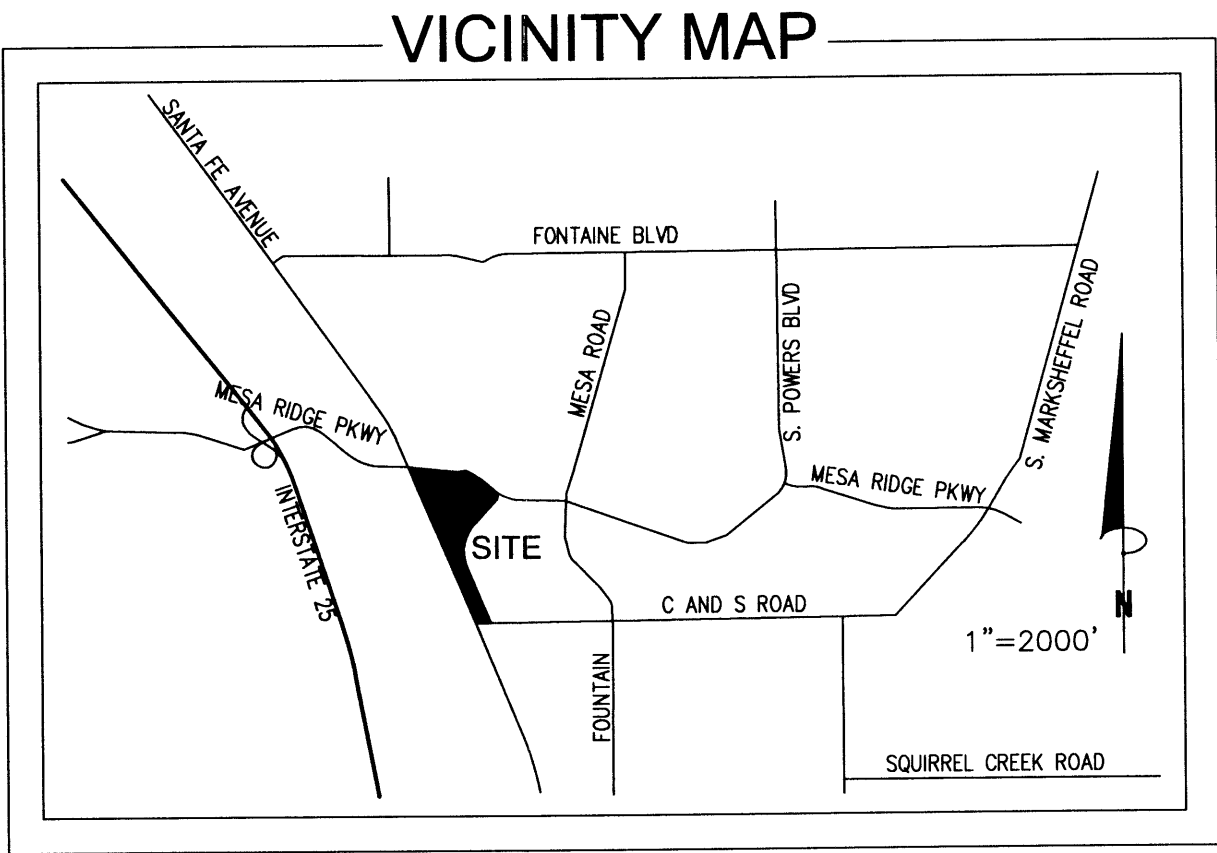 VICINITY MAP
SANTA FE AVENUE
FONTAINE BLVD
MESA ROAD
S. POWERS BLVD
S. MARKSHEFFEL ROAD
MESA RIDGE PKWY
MESA RIDGE PKWY
INTERSTATE 25
SITE
C AND S ROAD
N
1"=2000'
FOUNTAIN
SQUIRREL CREEK ROAD